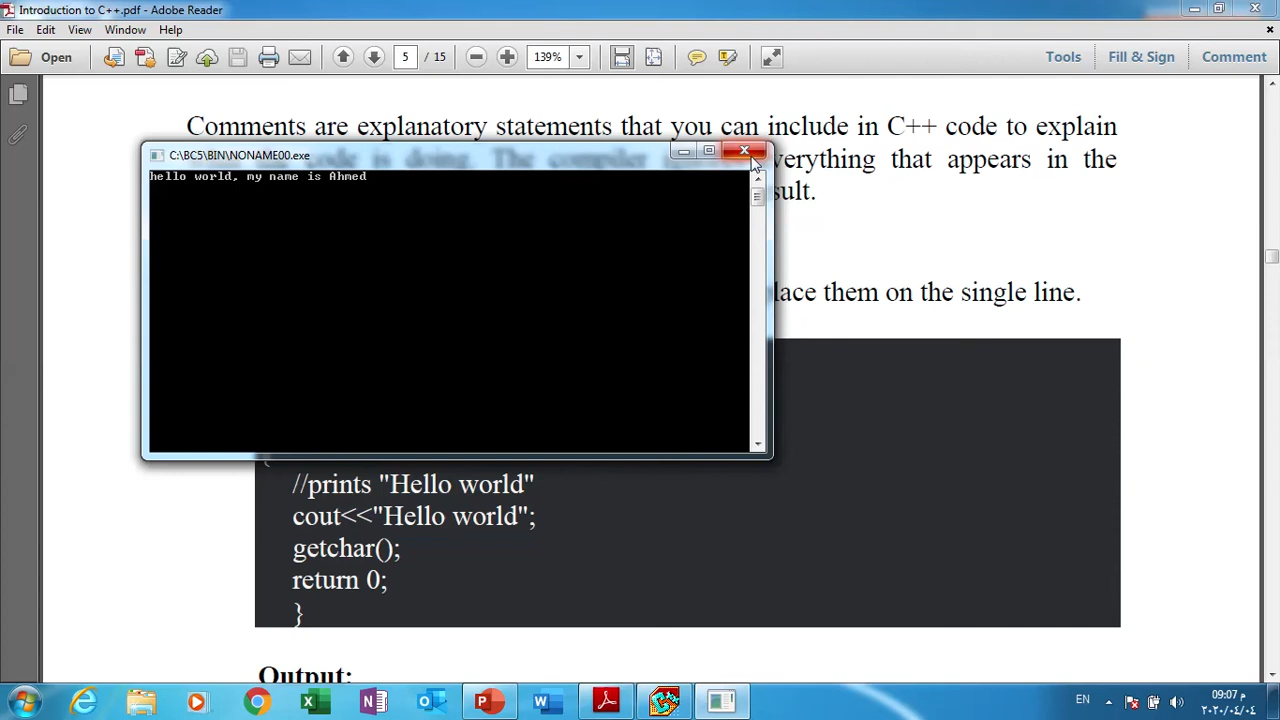 Introduction to C++.pdf - Adobe Reader
File Edit View Window Help
Open
5 / 15
139%
Tools
Fill & Sign
Comment
Comments are explanatory statements that you can include in C++ code to explain
verything that appears in the
sult.
lace them on the single line.
C:\BC5\BIN\NONAME00.exe
hello world, my name is Ahmed
{
//prints "Hello world"
cout<<"Hello world";
getchar();
return 0;
}
Output:
EN
09:07 م
٢٠٢٠/٠٤/٠٤